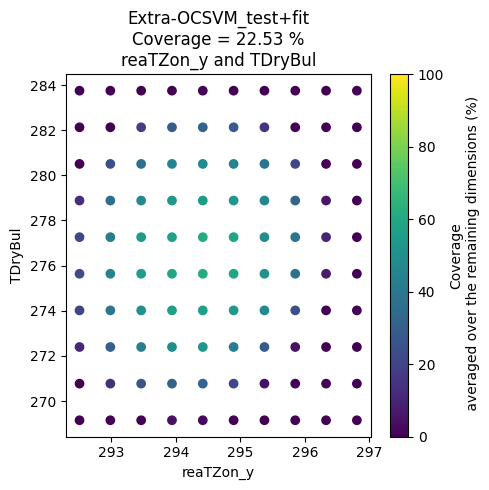 Extra-OCSVM_test+fit
Coverage = 22.53 %
reaTZon_y and TDryBul
284
282
280
278
276
274
272
270
TDryBul
293
294
295
296
297
reaTZon_y
100
80
60
40
20
0
Coverage
averaged over the remaining dimensions (%)